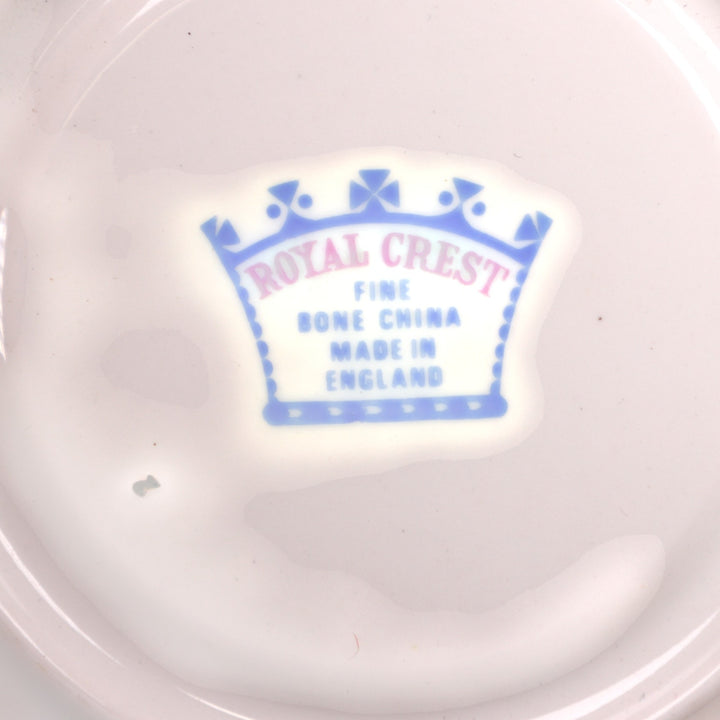 ROYAL CREST
FINE
BONE CHINA
MADE IN
ENGLAND